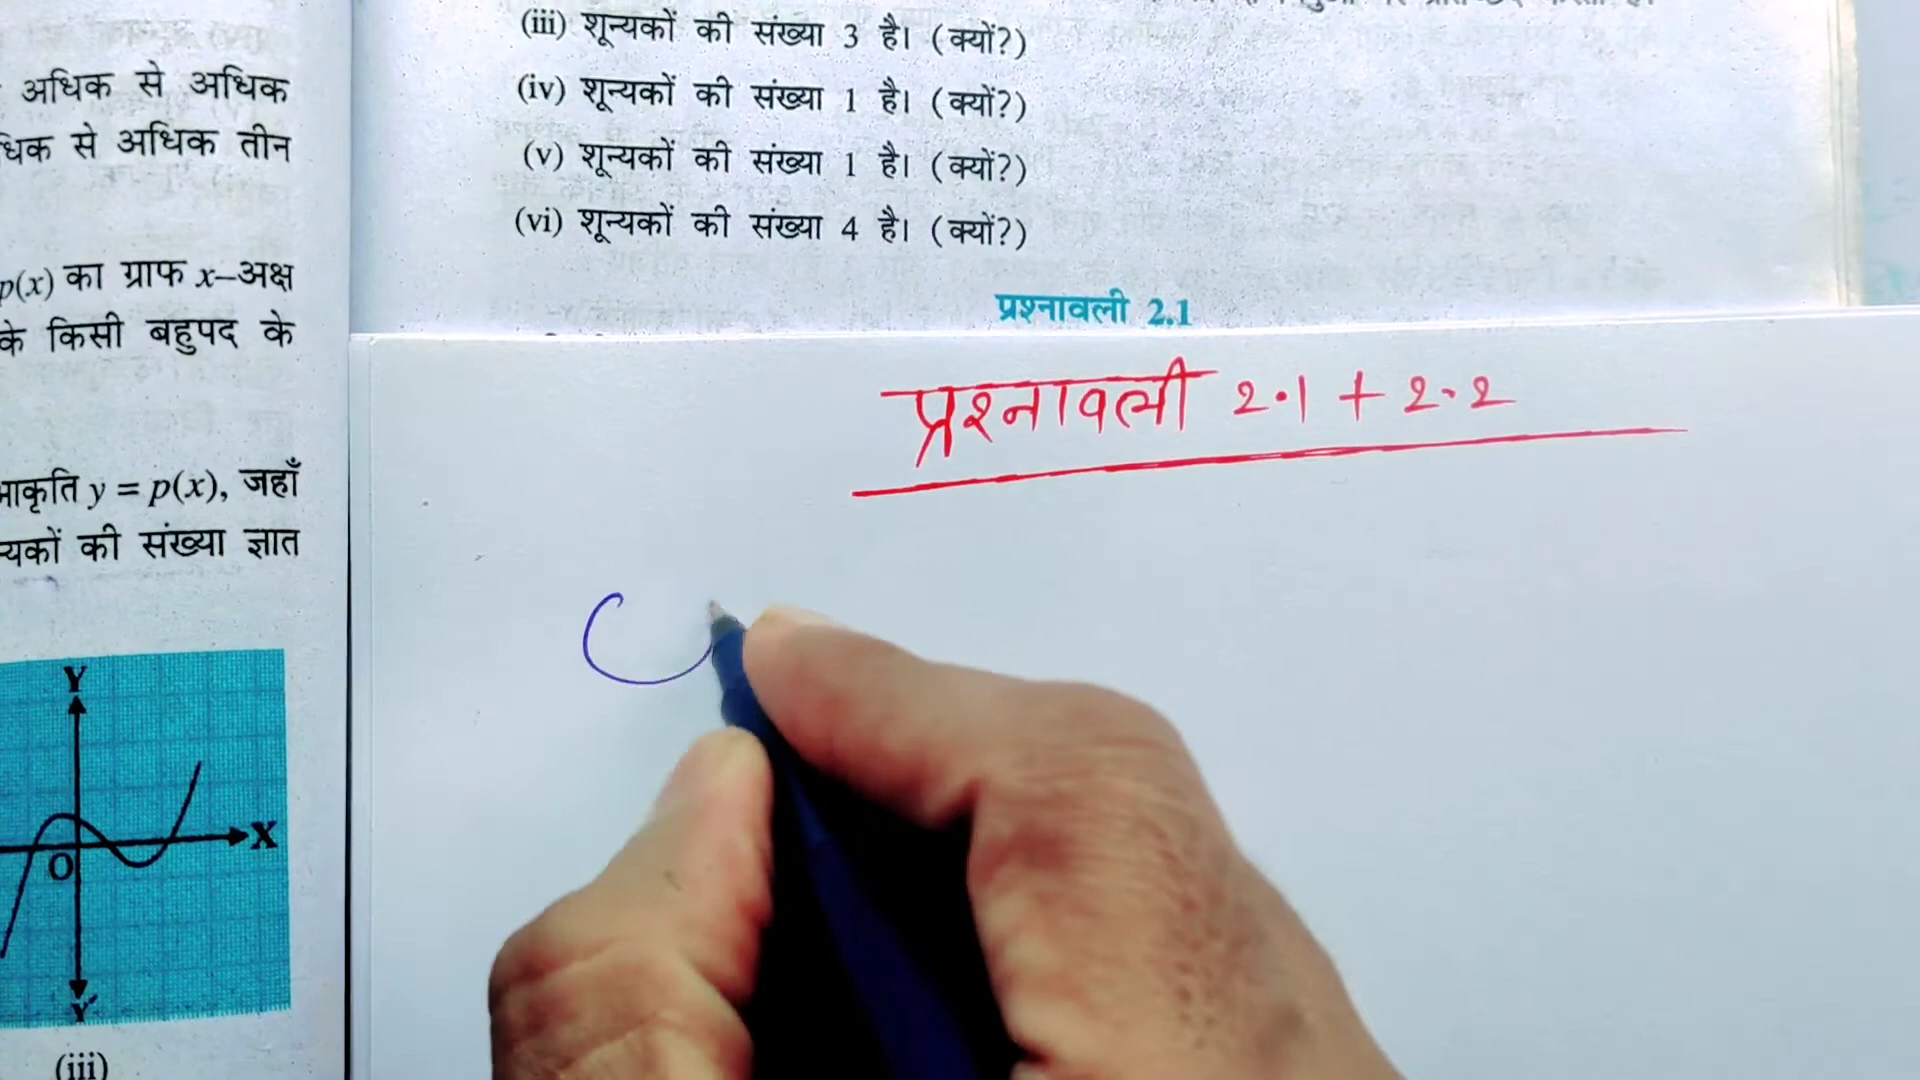 अधिक से अधिक
धिक से अधिक तीन
p(x) का ग्राफ x–अक्ष
के किसी बहुपद के
आकृति y = p(x), जहाँ
न्यकों की संख्या ज्ञात
Y
X
O
Y′
(iii)
(iii) शून्यकों की संख्या 3 है। (क्यों?)
(iv) शून्यकों की संख्या 1 है। (क्यों?)
(v) शून्यकों की संख्या 1 है। (क्यों?)
(vi) शून्यकों की संख्या 4 है। (क्यों?)
प्रश्नावली 2.1
प्रश्नावली 2.1 + 2.2